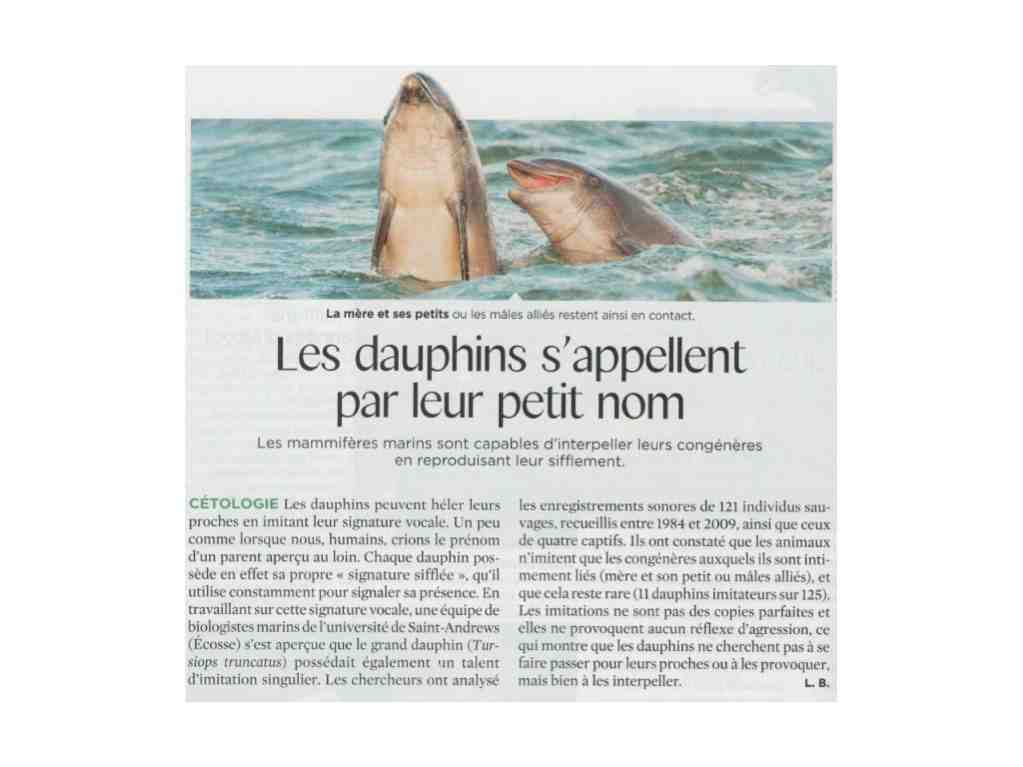 La mère et ses petits ou les mâles alliés restent ainsi en contact.
Les dauphins s'appellent
par leur petit nom
Les mammifères marins sont capables d'interpeller leurs congénères
en reproduisant leur sifflement.
CÉTOLOGIE Les dauphins peuvent héler leurs
proches en imitant leur signature vocale. Un peu
comme lorsque nous, humains, crions le prénom
d'un parent aperçu au loin. Chaque dauphin pos-
sède en effet sa propre « signature sifflée », qu'il
utilise constamment pour signaler sa présence. En
travaillant sur cette signature vocale, une équipe de
biologistes marins de l'université de Saint-Andrews
(Écosse) s'est aperçue que le grand dauphin (Tur-
siops truncatus) possédait également un talent
d'imitation singulier. Les chercheurs ont analysé
les enregistrements sonores de 121 individus sau-
vages, recueillis entre 1984 et 2009, ainsi que ceux
de quatre captifs. Ils ont constaté que les animaux
n'imitent que les congénères auxquels ils sont inti-
mement liés (mère et son petit ou mâles alliés), et
que cela reste rare (11 dauphins imitateurs sur 125).
Les imitations ne sont pas des copies parfaites et
elles ne provoquent aucun réflexe d'agression, ce
qui montre que les dauphins ne cherchent pas à se
faire passer pour leurs proches ou à les provoquer,
mais bien à les interpeller. L. B.